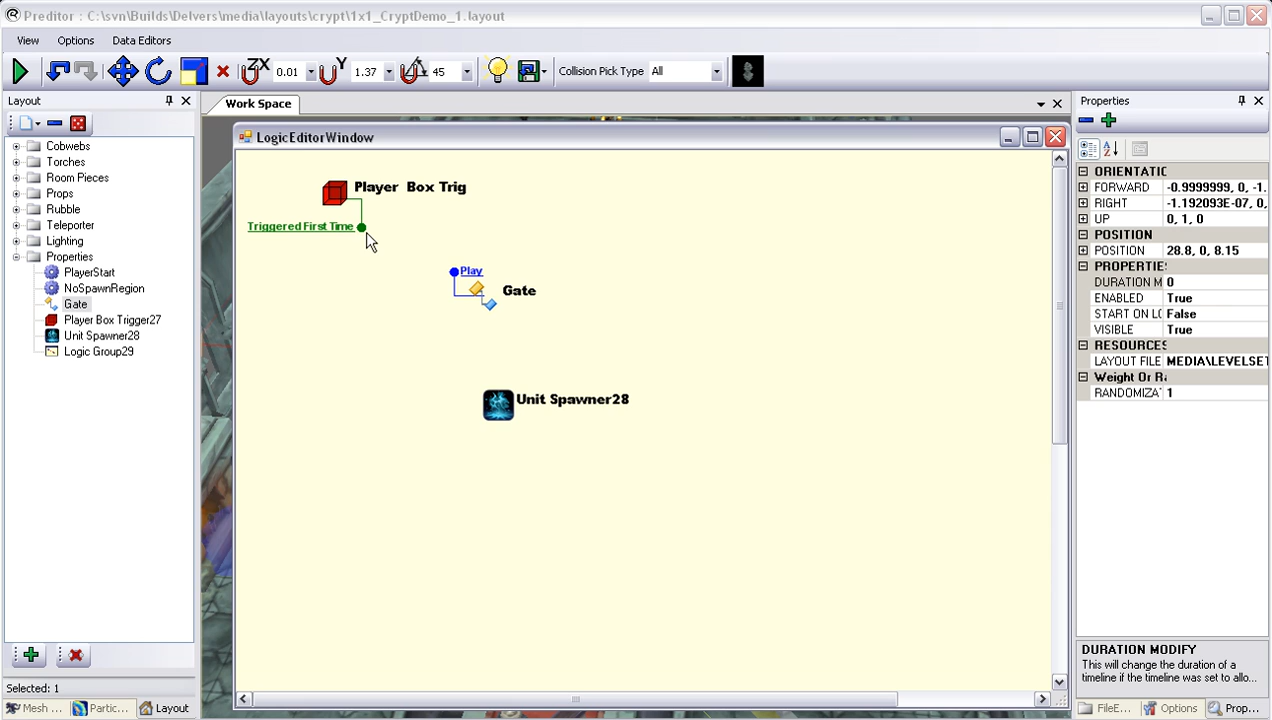 Preditor : C:\svn\Builds\Delvers\media\layouts\crypt\1x1_CryptDemo_1.layout
View Options Data Editors
ZX 0.01 Y 1.37 45 Collision Pick Type All
Layout
Work Space
Properties
LogicEditorWindow
Cobwebs
Torches
Room Pieces
Props
Rubble
Teleporter
Lighting
Properties
PlayerStart
NoSpawnRegion
Gate
Player Box Trigger27
Unit Spawner28
Logic Group29
Selected: 1
Mesh ... Partic... Layout
Player Box Trig
Triggered First Time
Play
Gate
Unit Spawner28
ORIENTATIC
FORWARD -0.9999999, 0, -1.
RIGHT -1.192093E-07, 0,
UP 0, 1, 0
POSITION
POSITION 28.8, 0, 8.15
PROPERTIE
DURATION M 0
ENABLED True
START ON LC False
VISIBLE True
RESOURCES
LAYOUT FILE MEDIA\LEVELSET
Weight Or Ra
RANDOMIZA 1
DURATION MODIFY
This will change the duration of a
timeline if the timeline was set to allo...
FileE... Options Prop...